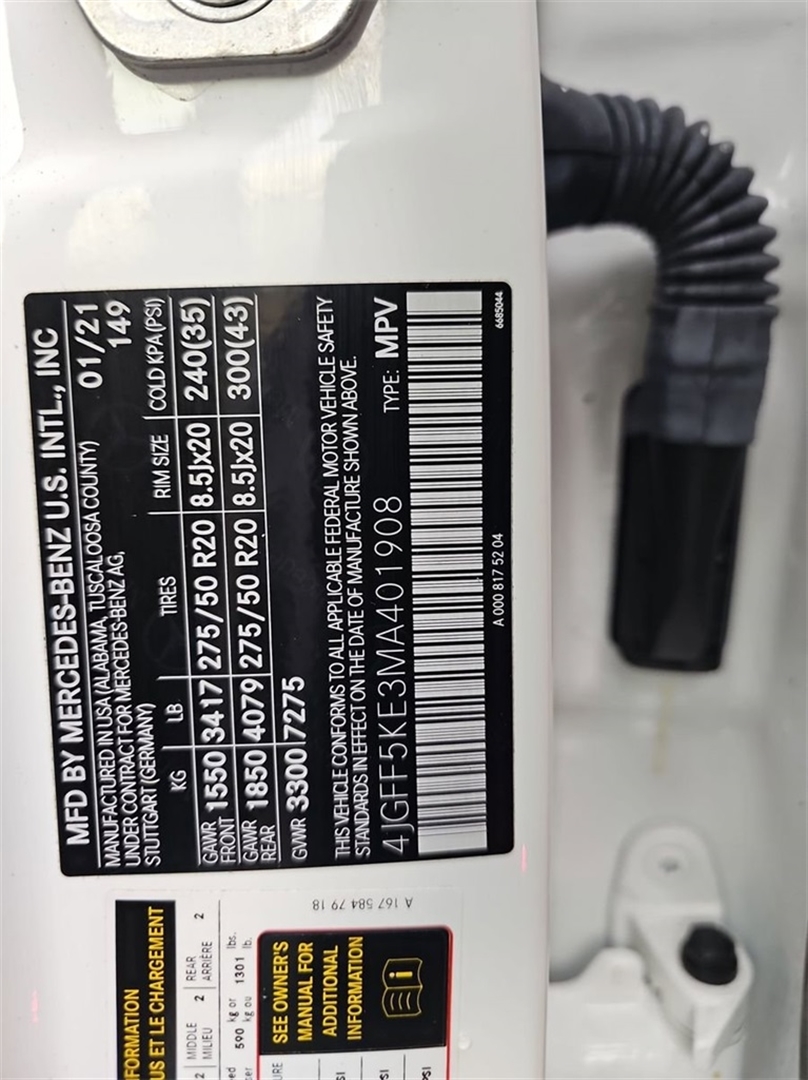 MFD BY MERCEDES-BENZ U.S. INTL., INC
MANUFACTURED IN USA (ALABAMA, TUSCALOOSA COUNTY) 01/21
UNDER CONTRACT FOR MERCEDES-BENZ AG, 149
STUTTGART (GERMANY)
KG LB TIRES RIM SIZE COLD KPA (PSI)
GAWR FRONT 1550 3417 275/50 R20 8.5Jx20 240(35)
GAWR REAR 1850 4079 275/50 R20 8.5Jx20 300(43)
GVWR 3300 7275
THIS VEHICLE CONFORMS TO ALL APPLICABLE FEDERAL MOTOR VEHICLE SAFETY
STANDARDS IN EFFECT ON THE DATE OF MANUFACTURE SHOWN ABOVE.
4JGFF5KE3MA401908 TYPE: MPV
A 000 817 52 04 6685044
A 167 584 79 18
FORMATION
US ET LE CHARGEMENT
2 MIDDLE MILIEU 2 REAR ARRIÈRE 2
590 kg or 1301 lbs.
kg ou lb.
SEE OWNER'S
MANUAL FOR
ADDITIONAL
INFORMATION